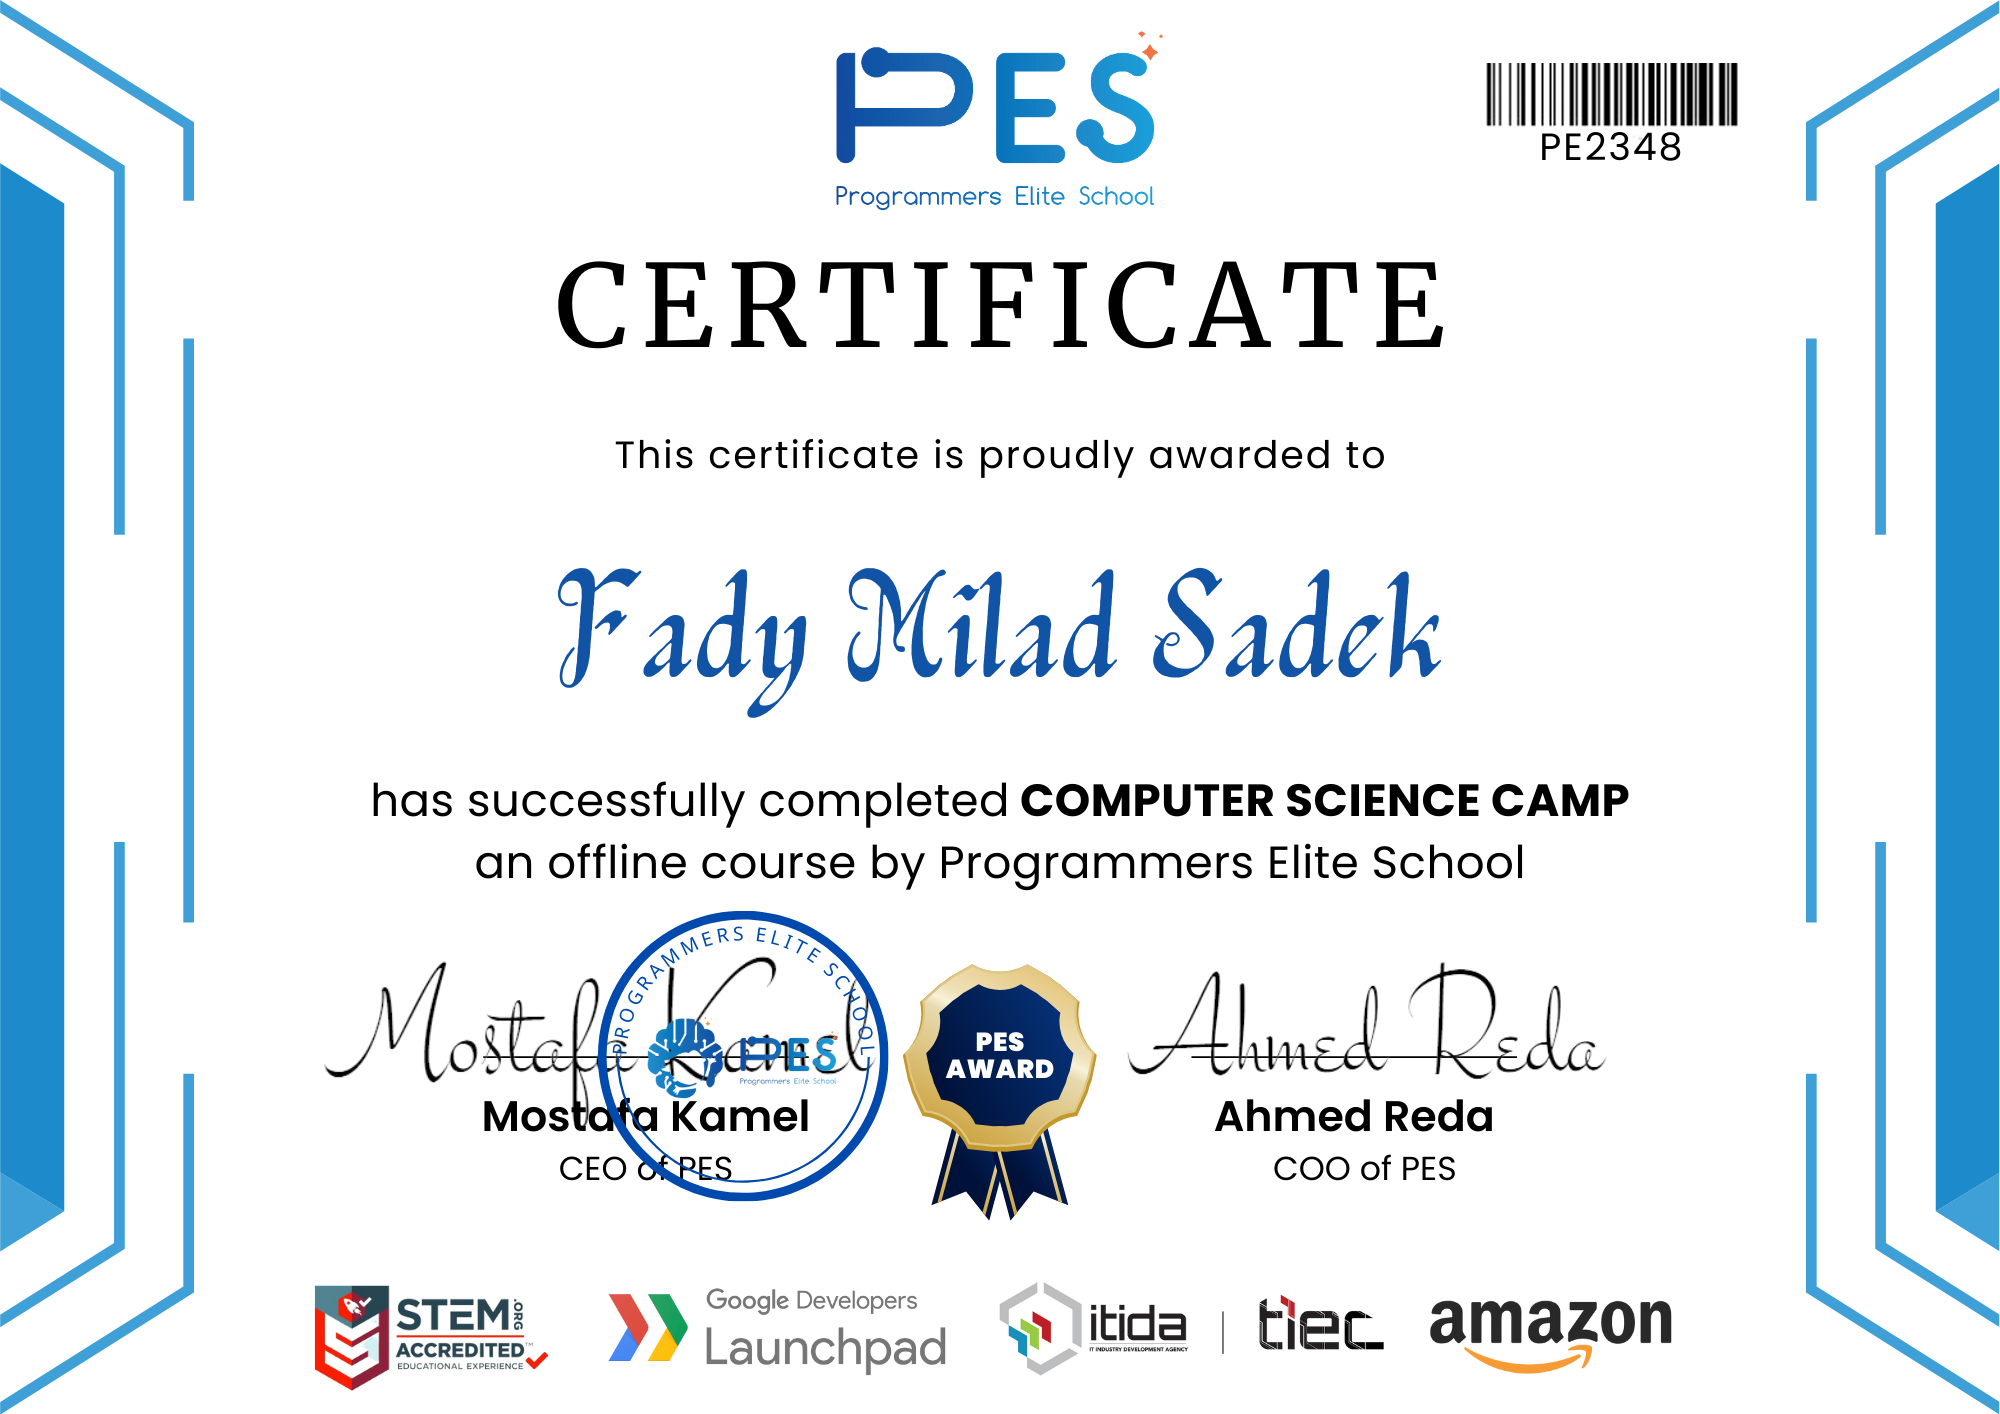 PES
Programmers Elite School
PE2348
CERTIFICATE
This certificate is proudly awarded to
Fady Milad Sadek
has successfully completed COMPUTER SCIENCE CAMP
an offline course by Programmers Elite School
Mostafa Kamel
PROGRAMMERS ELITE SCHOOL
PES
Programmers Elite School
PES
AWARD
Ahmed Reda
Mostafa Kamel
Ahmed Reda
CEO of PES
COO of PES
STEM.ORG
ACCREDITED™
EDUCATIONAL EXPERIENCE
Google Developers
Launchpad
itida
IT INDUSTRY DEVELOPMENT AGENCY
tiec
amazon